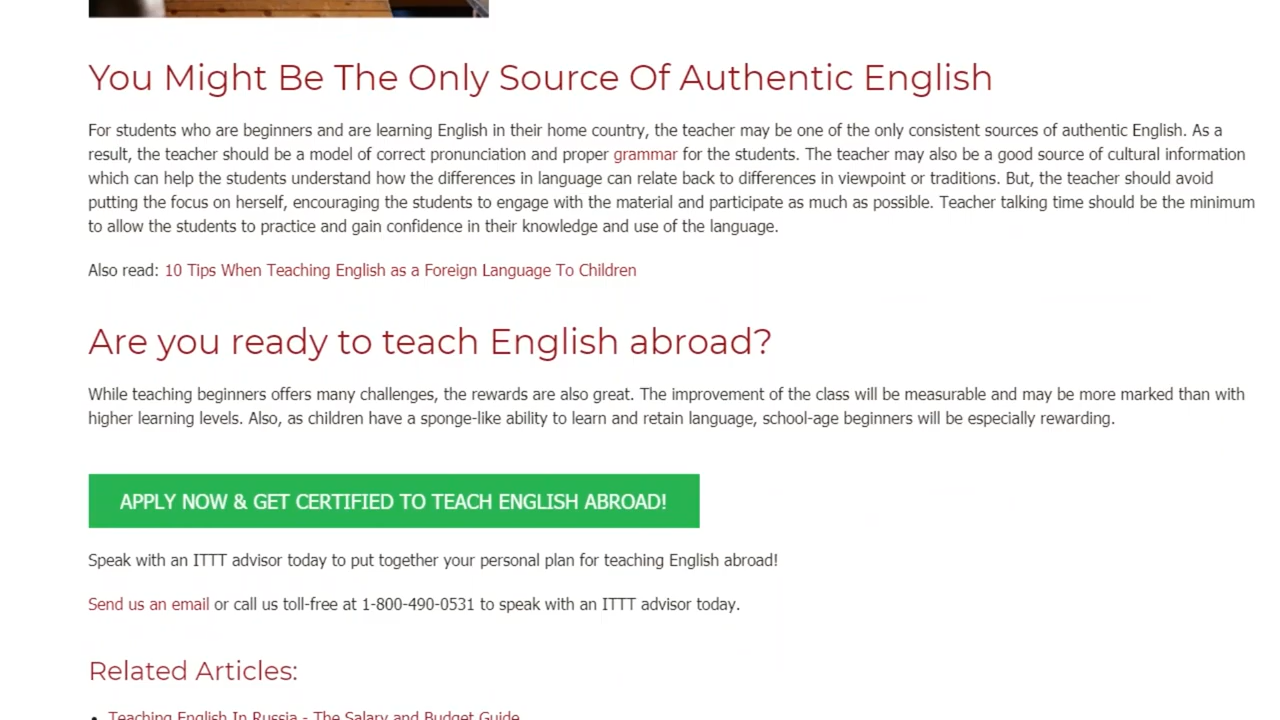 You Might Be The Only Source Of Authentic English
For students who are beginners and are learning English in their home country, the teacher may be one of the only consistent sources of authentic English. As a
result, the teacher should be a model of correct pronunciation and proper grammar for the students. The teacher may also be a good source of cultural information
which can help the students understand how the differences in language can relate back to differences in viewpoint or traditions. But, the teacher should avoid
putting the focus on herself, encouraging the students to engage with the material and participate as much as possible. Teacher talking time should be the minimum
to allow the students to practice and gain confidence in their knowledge and use of the language.
Also read: 10 Tips When Teaching English as a Foreign Language To Children
Are you ready to teach English abroad?
While teaching beginners offers many challenges, the rewards are also great. The improvement of the class will be measurable and may be more marked than with
higher learning levels. Also, as children have a sponge-like ability to learn and retain language, school-age beginners will be especially rewarding.
APPLY NOW & GET CERTIFIED TO TEACH ENGLISH ABROAD!
Speak with an ITTT advisor today to put together your personal plan for teaching English abroad!
Send us an email or call us toll-free at 1-800-490-0531 to speak with an ITTT advisor today.
Related Articles:
• Teaching English In Russia - The Salary and Budget Guide